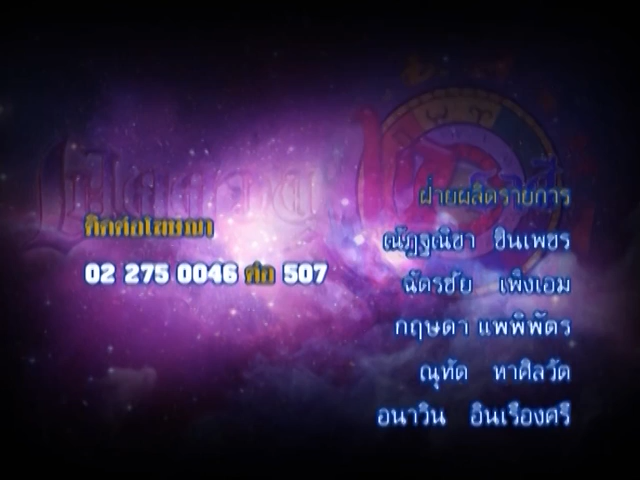 ติดต่อโฆษณา
02 275 0046 ต่อ 507
ฝ่ายผลิตรายการ
ณัฏฐณิชา ชินเพชร
ฉัตรชัย เพ็งเอม
กฤษดา แพพิพัตร
ณุทัด หาศิลวัต
อนาวิน อินเรืองศรี